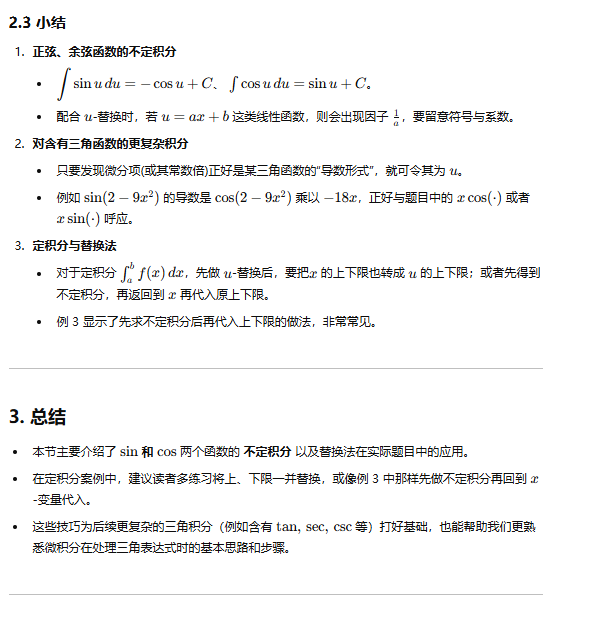 2.3 小结
1. 正弦、余弦函数的不定积分
• ∫ sin u du = − cos u + C、 ∫ cos u du = sin u + C。
• 配合 u-替换时，若 u = ax + b 这类线性函数，则会出现因子 1/a，要留意符号与系数。
2. 对含有三角函数的更复杂积分
• 只要发现微分项(或其常数倍)正好是某三角函数的“导数形式”，就可令其为 u。
• 例如 sin(2 − 9x²) 的导数是 cos(2 − 9x²) 乘以 −18x，正好与题目中的 x cos(·) 或者
x sin(·) 呼应。
3. 定积分与替换法
• 对于定积分 ∫ₐᵇ f(x) dx，先做 u-替换后，要把x 的上下限也转成 u 的上下限；或者先得到
不定积分，再返回到 x 再代入原上下限。
• 例 3 显示了先求不定积分后再代入上下限的做法，非常常见。
3. 总结
• 本节主要介绍了 sin 和 cos 两个函数的 不定积分 以及替换法在实际题目中的应用。
• 在定积分案例中，建议读者多练习将上、下限一并替换，或像例 3 中那样先做不定积分再回到 x
-变量代入。
• 这些技巧为后续更复杂的三角积分（例如含有 tan, sec, csc 等）打好基础，也能帮助我们更熟
悉微积分在处理三角表达式时的基本思路和步骤。